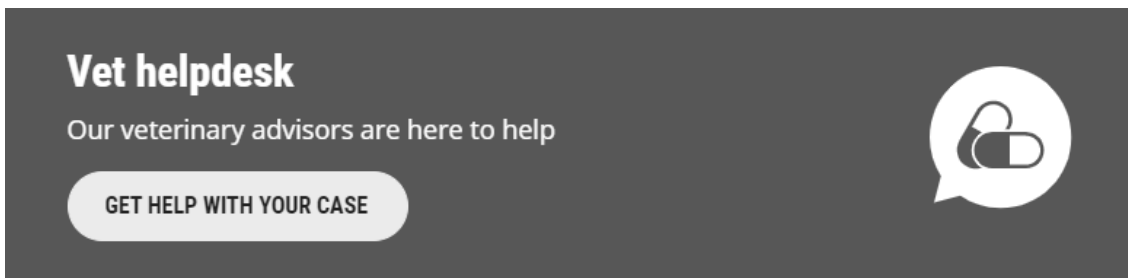 Vet helpdesk
Our veterinary advisors are here to help
GET HELP WITH YOUR CASE